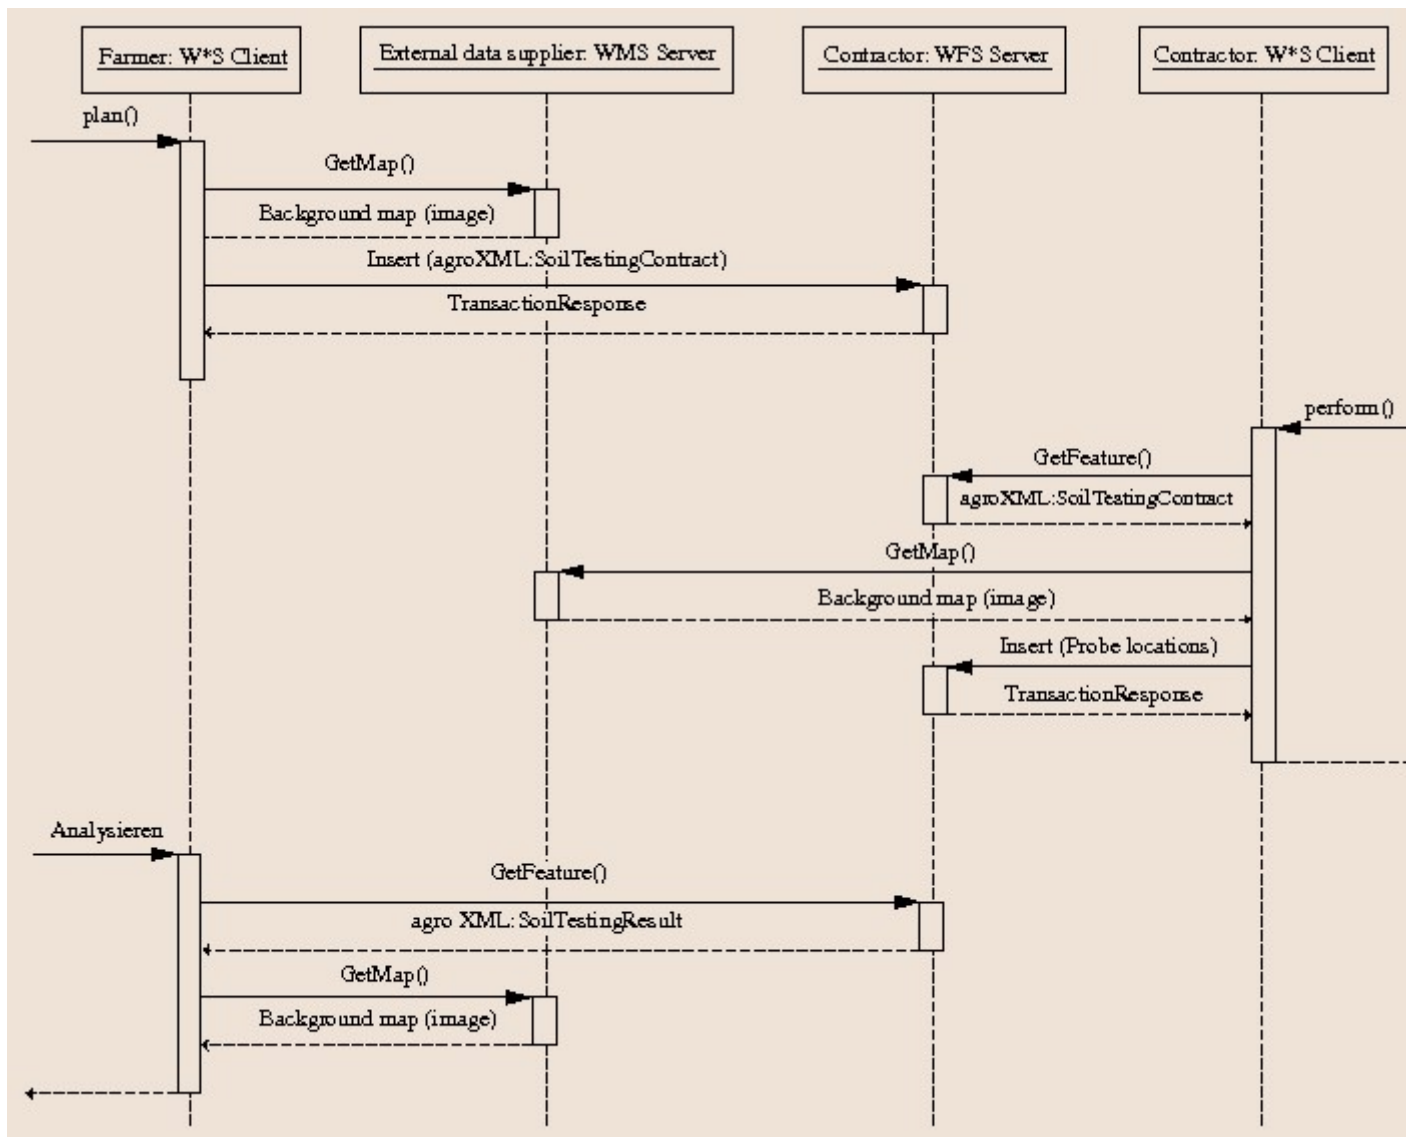 Farmer: W*S Client
External data supplier: WMS Server
Contractor: WFS Server
Contractor: W*S Client
plan()
GetMap()
Background map (image)
Insert (agroXML:SoilTestingContract)
TransactionResponse
perform()
GetFeature()
agroXML:SoilTestingContract
GetMap()
Background map (image)
Insert (Probe locations)
TransactionResponse
Analysieren
GetFeature()
agro XML: SoilTestingResult
GetMap()
Background map (image)